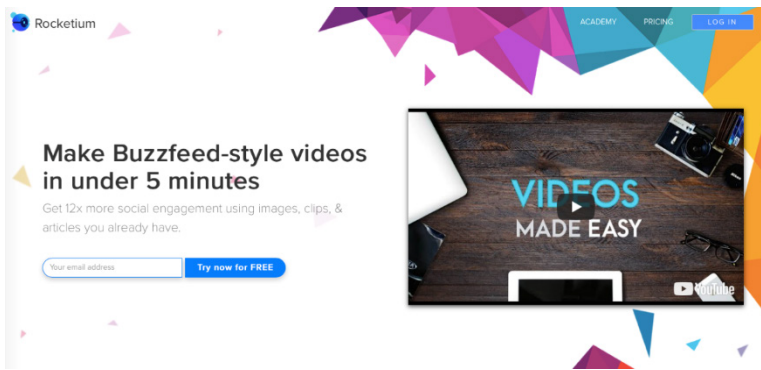 Rocketium
ACADEMY PRICING LOG IN
Make Buzzfeed-style videos
in under 5 minutes
Get 12x more social engagement using images, clips, &
articles you already have.
Your email address
Try now for FREE
VIDEOS
MADE EASY
YouTube